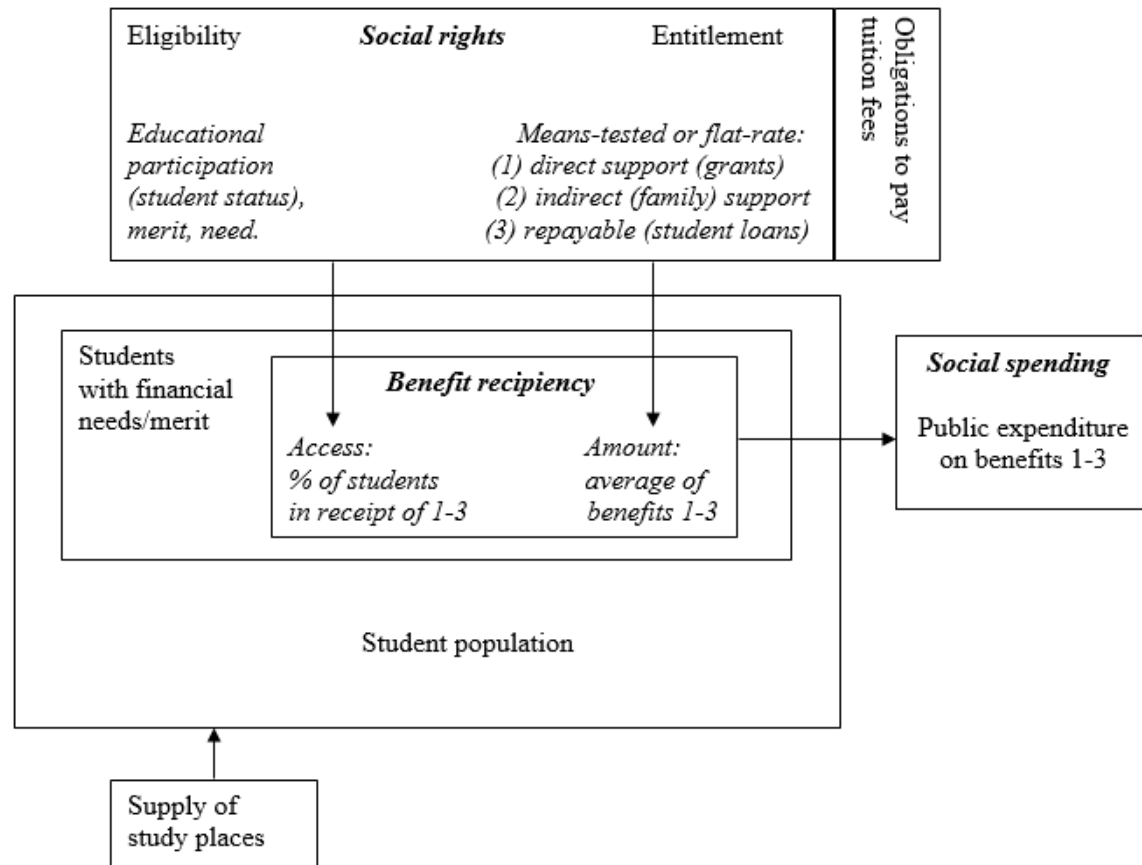 Eligibility Social rights Entitlement
Educational
participation
(student status),
merit, need.
Means-tested or flat-rate:
(1) direct support (grants)
(2) indirect (family) support
(3) repayable (student loans)
Obligations to pay
tuition fees
Students
with financial
needs/merit
Benefit recipiency
Access:
% of students
in receipt of 1-3
Amount:
average of
benefits 1-3
Social spending
Public expenditure
on benefits 1-3
Student population
Supply of
study places